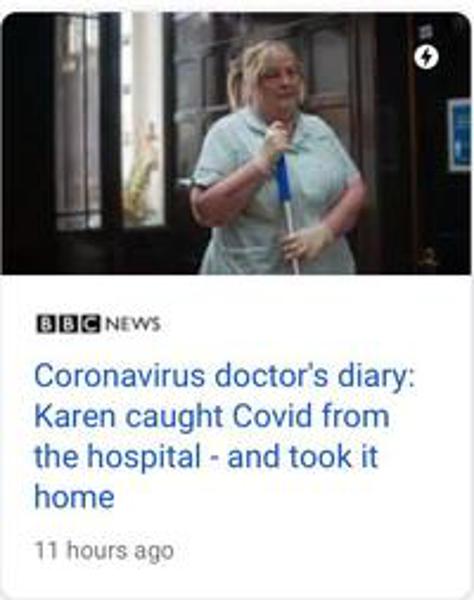 BBC NEWS
Coronavirus doctor's diary:
Karen caught Covid from
the hospital - and took it
home
11 hours ago